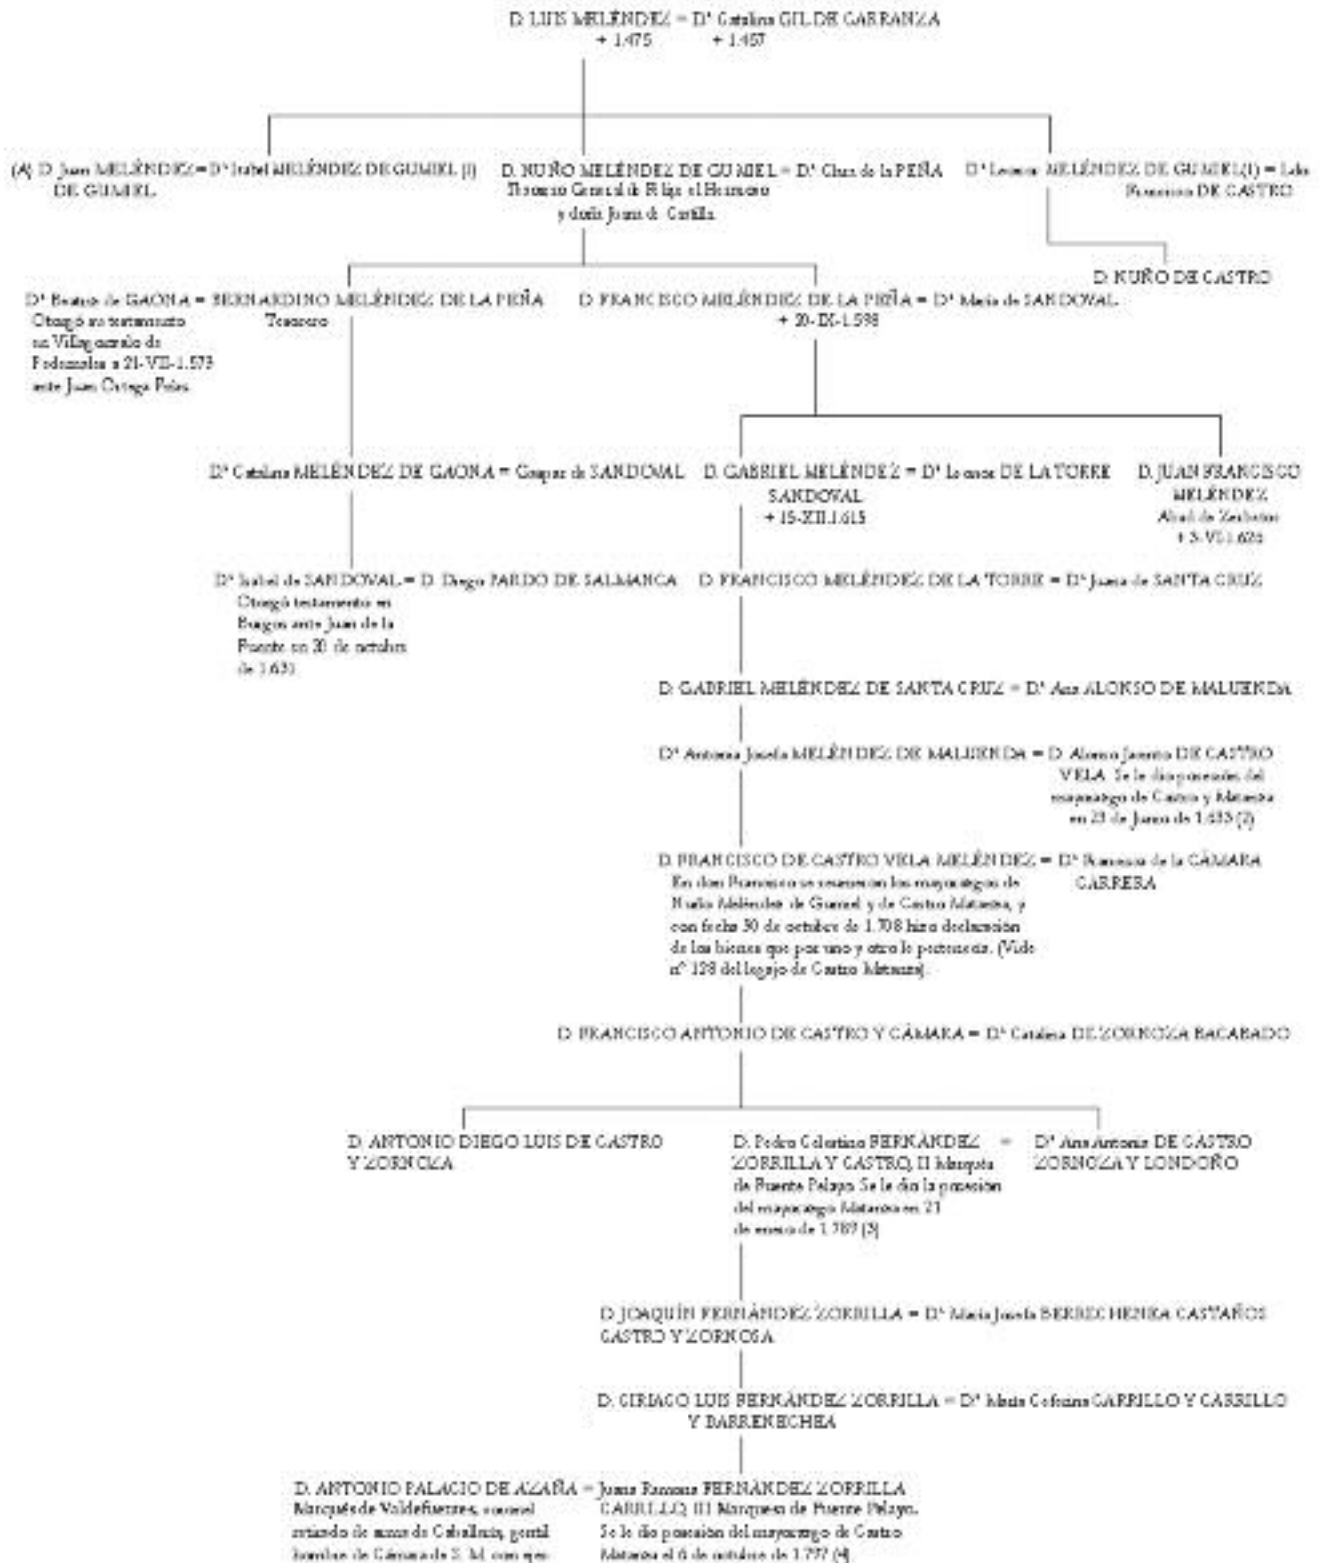 D. LUIS MELÉNDEZ = Dª Catalina GIL DE CARRANZA
+ 1.475 + 1.457
(A) D. Juan MELÉNDEZ = Dª Isabel MELÉNDEZ DE GUMIEL (1)
DE GUMIEL
D. NUÑO MELÉNDEZ DE GUMIEL = Dª Clara de la PEÑA
Tesorero General de Felipe el Hermoso
y doña Juana de Castilla.
Dª Leonor MELÉNDEZ DE GUMIEL (1) = Ldo.
Francisco DE CASTRO
D. NUÑO DE CASTRO
Dª Beatriz de GAONA = BERNARDINO MELÉNDEZ DE LA PEÑA
Otorgó su testamento Tesorero
en Villagonzalo de
Pedernales a 21-VII-1.573
ante Juan Ortega
D. FRANCISCO MELÉNDEZ DE LA PEÑA = Dª María de SANDOVAL
+ 20-IX-1.598
Dª Catalina MELÉNDEZ DE GAONA = Gaspar de SANDOVAL
D. GABRIEL MELÉNDEZ = Dª Leonor DE LA TORRE
SANDOVAL
+ 15-XII.1.615
D. JUAN FRANCISCO
MELÉNDEZ
Abad de
+ 3-VI-1.626
Dª Isabel de SANDOVAL = D. Diego PARDO DE SALMANCA
Otorgó testamento en
Burgos ante Juan de la
Puente en 20 de octubre
de 1.631
D. FRANCISCO MELÉNDEZ DE LA TORRE = Dª Juana de SANTA CRUZ
D. GABRIEL MELÉNDEZ DE SANTA CRUZ = Dª Ana ALONSO DE MALUENDA
Dª Antonia Josefa MELÉNDEZ DE MALUENDA = D. Alonso Jacinto DE CASTRO
VELA. Se le dio posesión del
mayorazgo de Castro y Matanza
en 23 de Junio de (2)
D. FRANCISCO DE CASTRO VELA MELÉNDEZ = Dª Francisca de la CÁMARA
CARRERA
En don Francisco se reunieron los mayorazgos de
Nuño Meléndez de Gumiel y de Castro Matanza, y
con fecha 30 de octubre de 1.708 hizo declaración
de los bienes que por uno y otro le pertenecía. (Vide
nº 128 del legajo de Castro Matanza).
D. FRANCISCO ANTONIO DE CASTRO Y CÁMARA = Dª Catalina DE ZORNOZA BACABADO
D. ANTONIO DIEGO LUIS DE CASTRO
Y ZORNOZA
D. Pedro Celestino FERNÁNDEZ =
ZORRILLA Y CASTRO, II Marqués
de Puente Pelayo. Se le dio la posesión
del mayorazgo Matanza en 21
de enero de 1.789 (3)
Dª Ana Antonia DE CASTRO
ZORNOZA Y LONDOÑO
D. JOAQUÍN FERNÁNDEZ ZORRILLA = Dª María Josefa BERRECHENEA CASTAÑOS
CASTRO Y ZORNOSA
D. CIRIACO LUIS FERNÁNDEZ ZORRILLA = Dª María Ceferina CARRILLO Y CARRILLO
Y BARRENECHEA
D. ANTONIO PALACIO DE AZAÑA =
Marqués de Valdefuentes, coronel
retirado de arma de Caballería, gentil
hombre de Cámara de S. M. con
Juana Ramona FERNÁNDEZ ZORRILLA
CARRILLO, III Marquesa de Puente Pelayo.
Se le dio posesión del mayorazgo de Castro
Matanza el 6 de octubre de 1.797 (4)